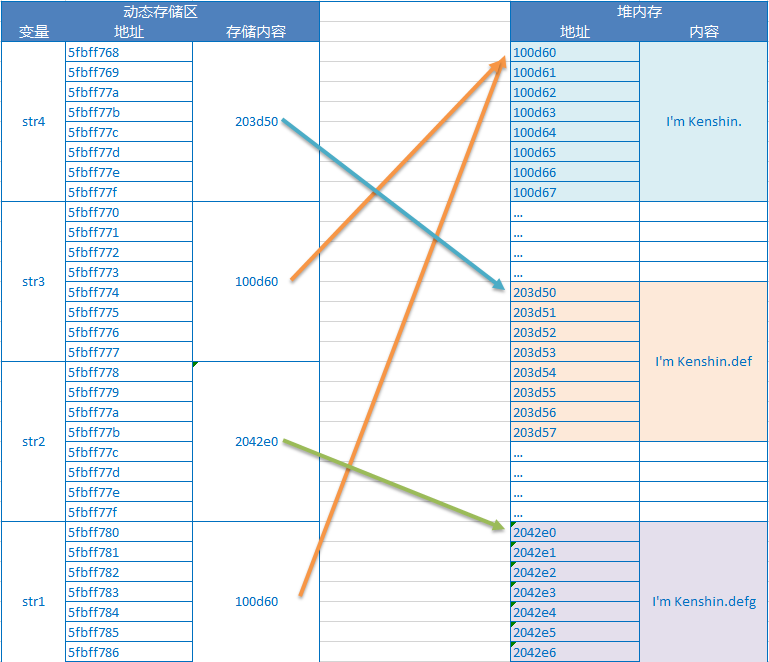 动态存储区
变量 地址 存储内容
str4
5fbff768
5fbff769
5fbff77a
5fbff77b
5fbff77c
5fbff77d
5fbff77e
5fbff77f
203d50
str3
5fbff770
5fbff771
5fbff772
5fbff773
5fbff774
5fbff775
5fbff776
5fbff777
100d60
str2
5fbff778
5fbff779
5fbff77a
5fbff77b
5fbff77c
5fbff77d
5fbff77e
5fbff77f
2042e0
str1
5fbff780
5fbff781
5fbff782
5fbff783
5fbff784
5fbff785
5fbff786
100d60
堆内存
地址 内容
100d60
100d61
100d62
100d63
100d64
100d65
100d66
100d67
I'm Kenshin.
...
...
...
...
203d50
203d51
203d52
203d53
203d54
203d55
203d56
203d57
I'm Kenshin.def
...
...
...
...
2042e0
2042e1
2042e2
2042e3
2042e4
2042e5
2042e6
I'm Kenshin.defg